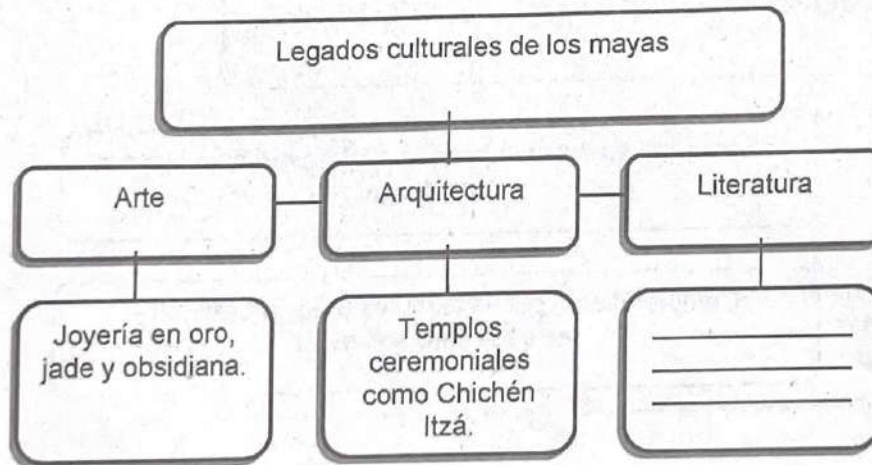 Legados culturales de los mayas
Arte
Arquitectura
Literatura
Joyería en oro,
jade y obsidiana.
Templos
ceremoniales
como Chichén
Itzá.